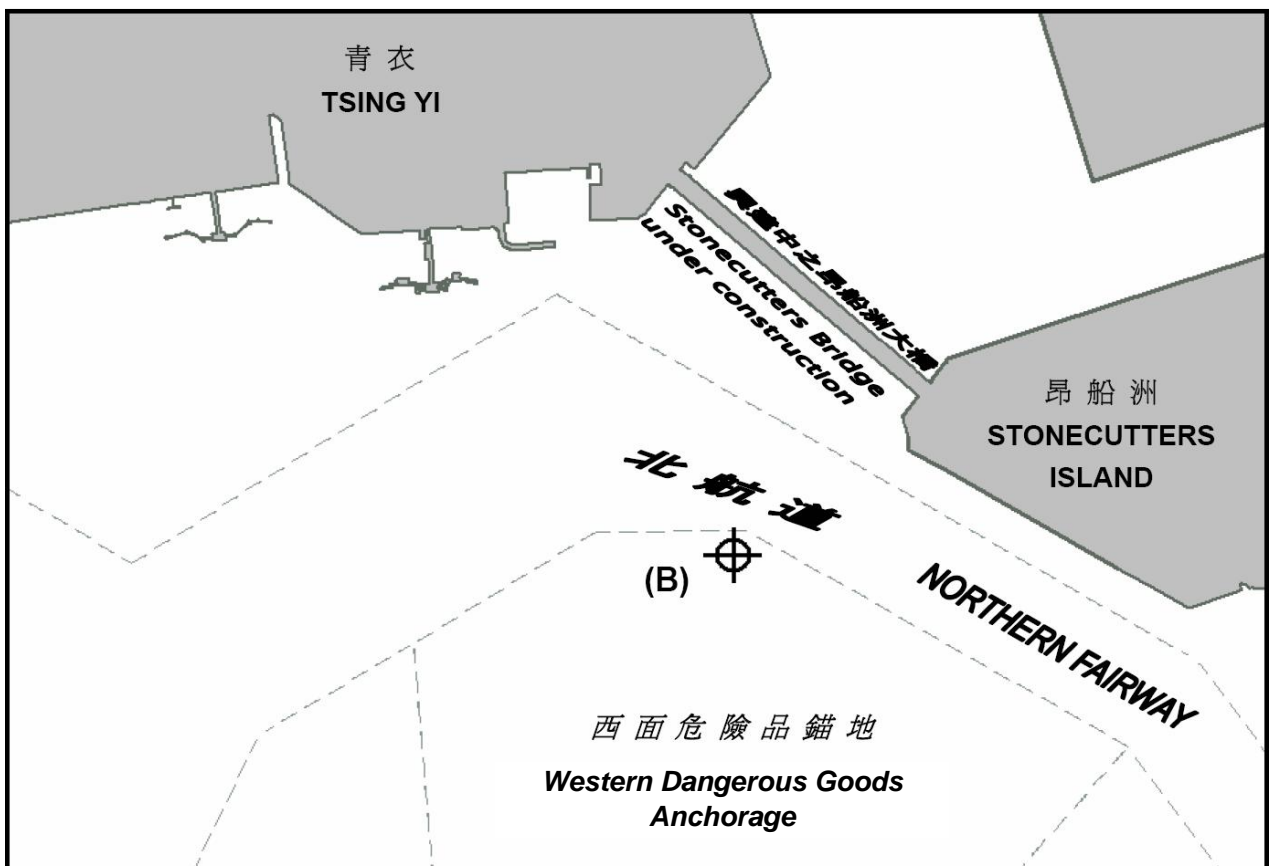 青衣
TSING YI
興建中之昂船洲大橋
Stonecutters Bridge
under construction
昂船洲
STONECUTTERS
ISLAND
北航道
(B)
NORTHERN FAIRWAY
西面危險品錨地
Western Dangerous Goods
Anchorage